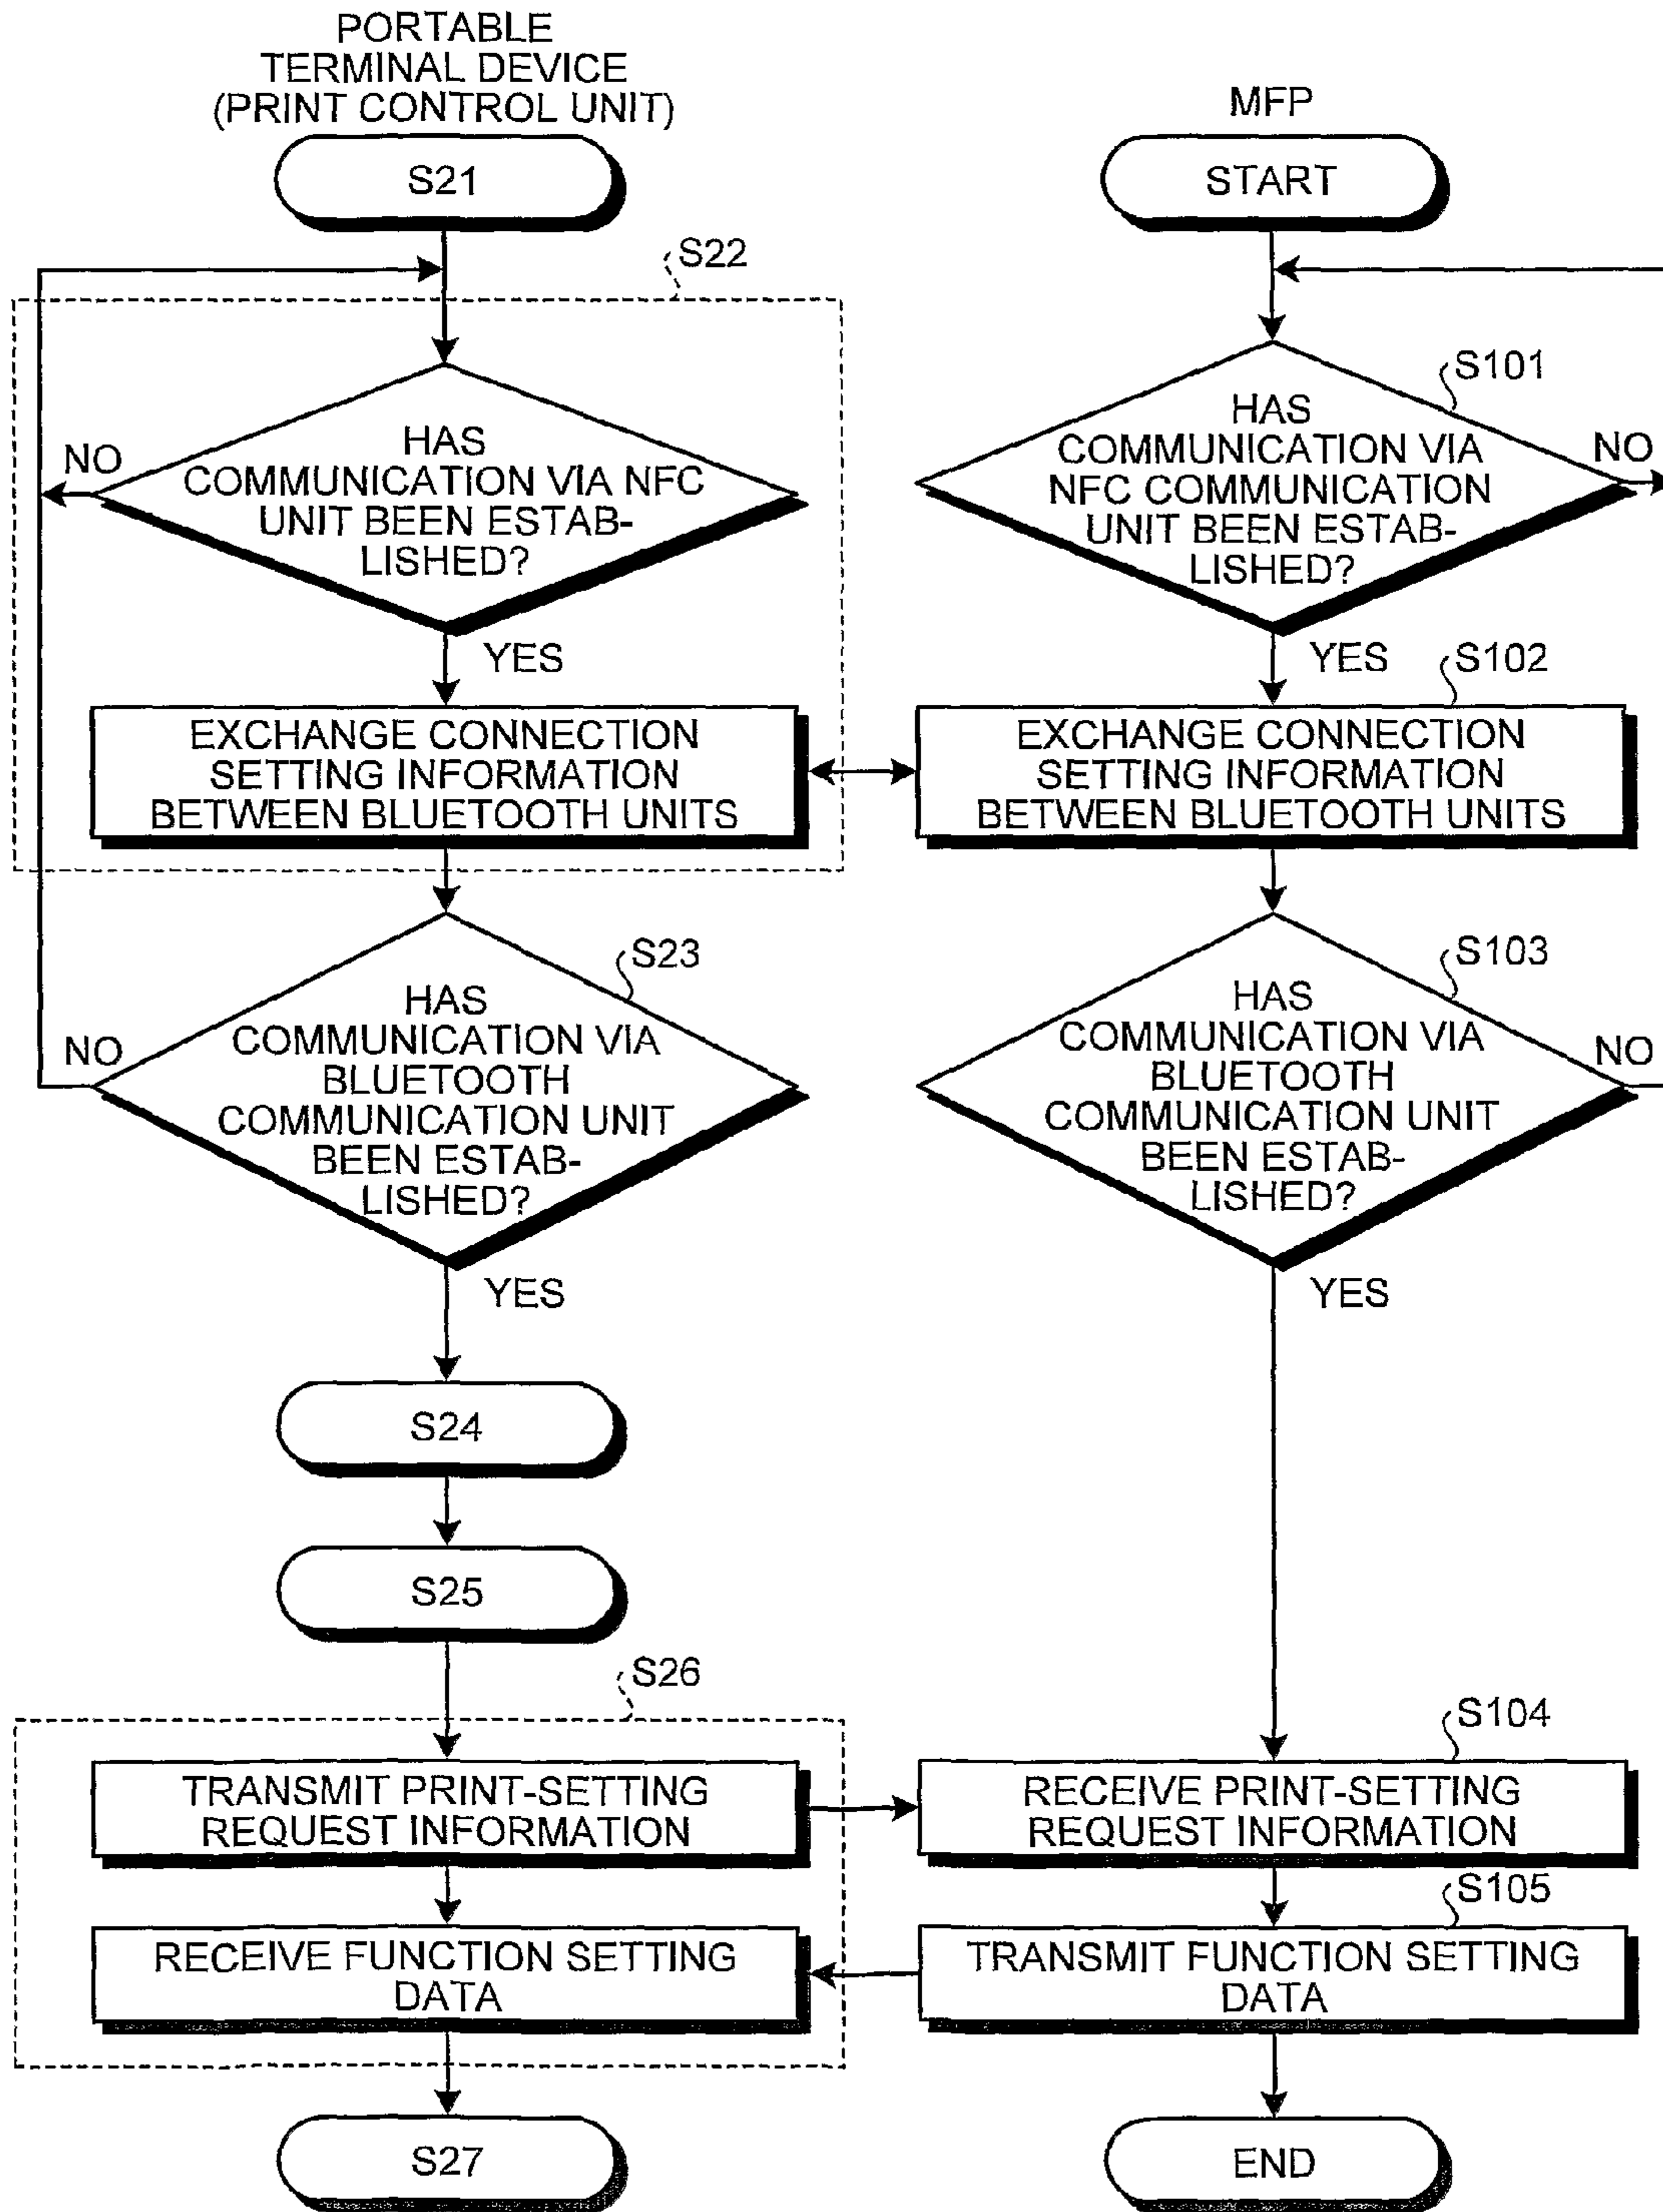 PORTABLE
TERMINAL DEVICE
(PRINT CONTROL UNIT)
S21
S22
HAS
COMMUNICATION VIA NFC
UNIT BEEN ESTAB-
LISHED?
NO
YES
EXCHANGE CONNECTION
SETTING INFORMATION
BETWEEN BLUETOOTH UNITS
S23
HAS
COMMUNICATION VIA
BLUETOOTH
COMMUNICATION UNIT
BEEN ESTAB-
LISHED?
NO
YES
S24
S25
S26
TRANSMIT PRINT-SETTING
REQUEST INFORMATION
RECEIVE FUNCTION SETTING
DATA
S27
MFP
START
S101
HAS
COMMUNICATION VIA
NFC COMMUNICATION
UNIT BEEN ESTAB-
LISHED?
NO
YES
S102
EXCHANGE CONNECTION
SETTING INFORMATION
BETWEEN BLUETOOTH UNITS
S103
HAS
COMMUNICATION VIA
BLUETOOTH
COMMUNICATION UNIT
BEEN ESTAB-
LISHED?
NO
YES
S104
RECEIVE PRINT-SETTING
REQUEST INFORMATION
S105
TRANSMIT FUNCTION SETTING
DATA
END